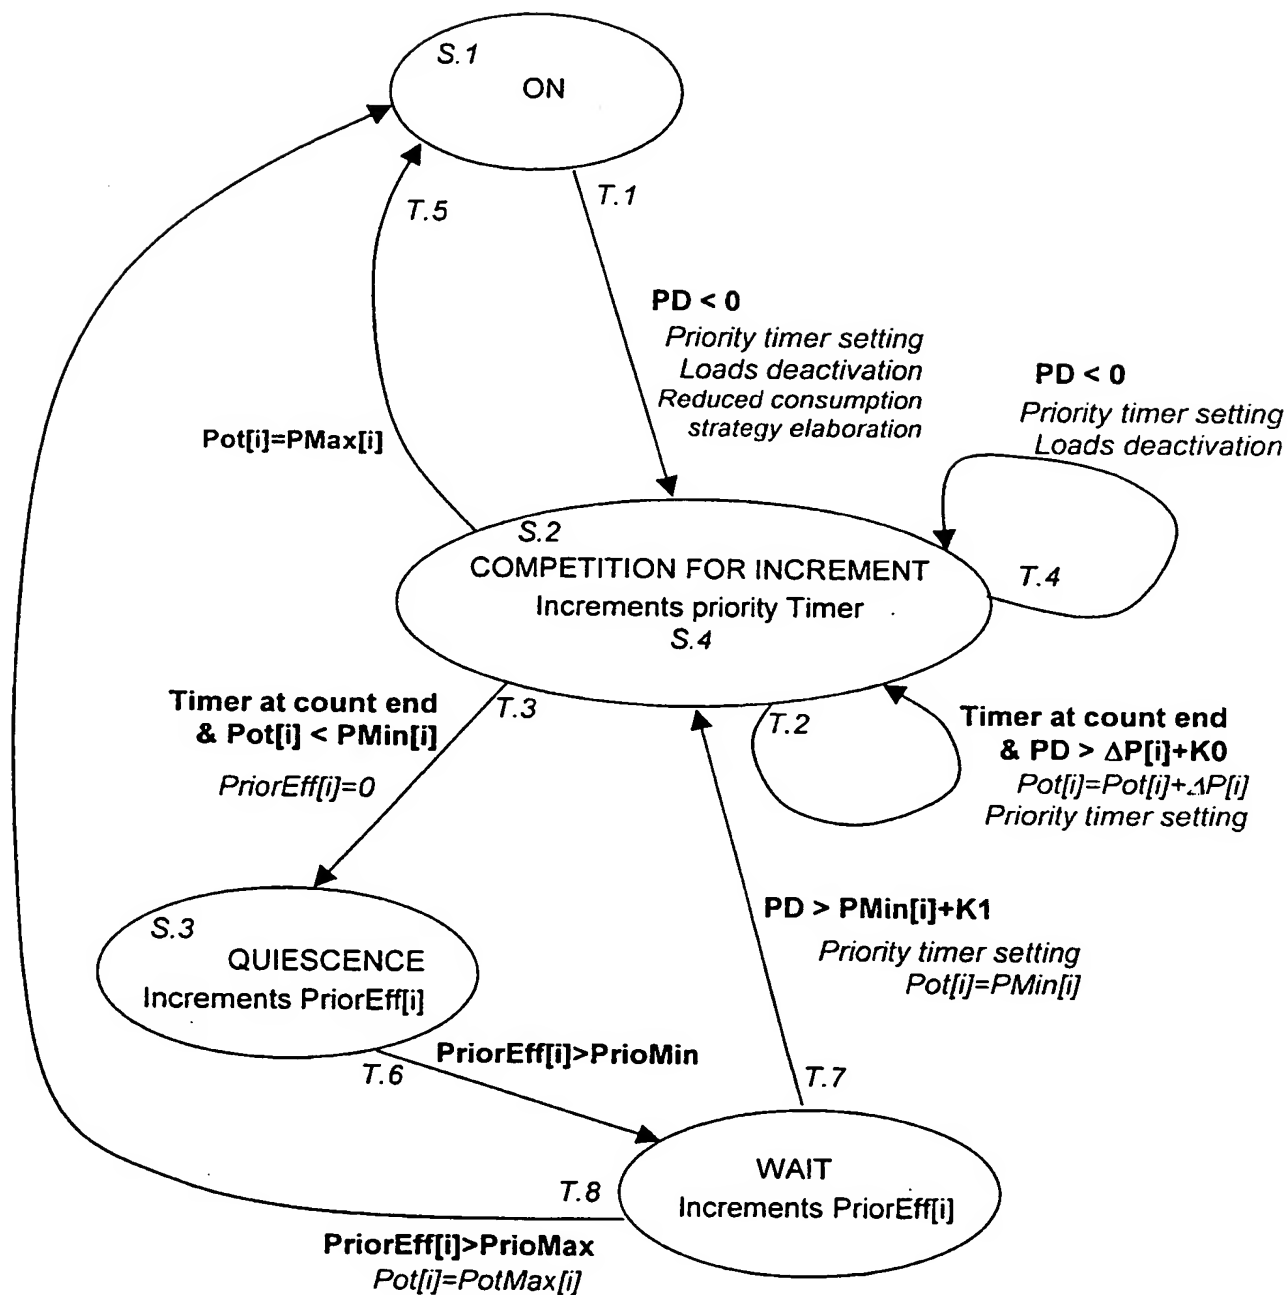 S.1
ON
T.5
T.1
PD < 0
Priority timer setting
Loads deactivation
Reduced consumption
strategy elaboration
PD < 0
Priority timer setting
Loads deactivation
Pot[i]=PMax[i]
S.2
COMPETITION FOR INCREMENT
Increments priority Timer
S.4
T.4
Timer at count end
& Pot[i] < PMin[i]
PriorEff[i]=0
T.3
T.2
Timer at count end
& PD > ΔP[i]+K0
Pot[i]=Pot[i]+ΔP[i]
Priority timer setting
PD > PMin[i]+K1
Priority timer setting
Pot[i]=PMin[i]
S.3
QUIESCENCE
Increments PriorEff[i]
PriorEff[i]>PrioMin
T.6
T.7
WAIT
Increments PriorEff[i]
T.8
PriorEff[i]>PrioMax
Pot[i]=PotMax[i]